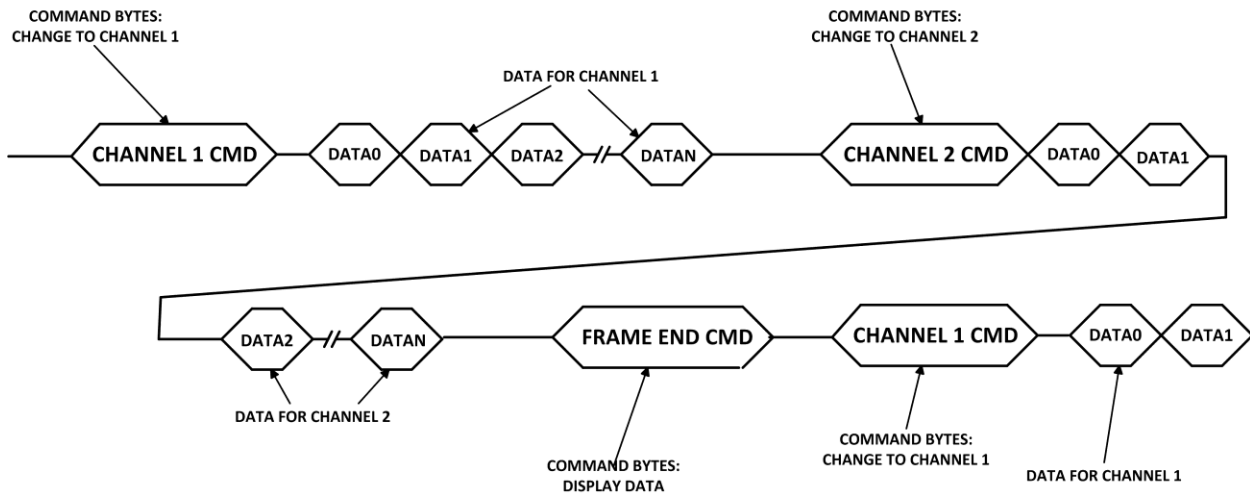 COMMAND BYTES:
CHANGE TO CHANNEL 1
COMMAND BYTES:
CHANGE TO CHANNEL 2
DATA FOR CHANNEL 1
CHANNEL 1 CMD
DATA0
DATA1
DATA2
DATAN
CHANNEL 2 CMD
DATA0
DATA1
DATA2
DATAN
FRAME END CMD
CHANNEL 1 CMD
DATA0
DATA1
DATA FOR CHANNEL 2
COMMAND BYTES:
DISPLAY DATA
COMMAND BYTES:
CHANGE TO CHANNEL 1
DATA FOR CHANNEL 1